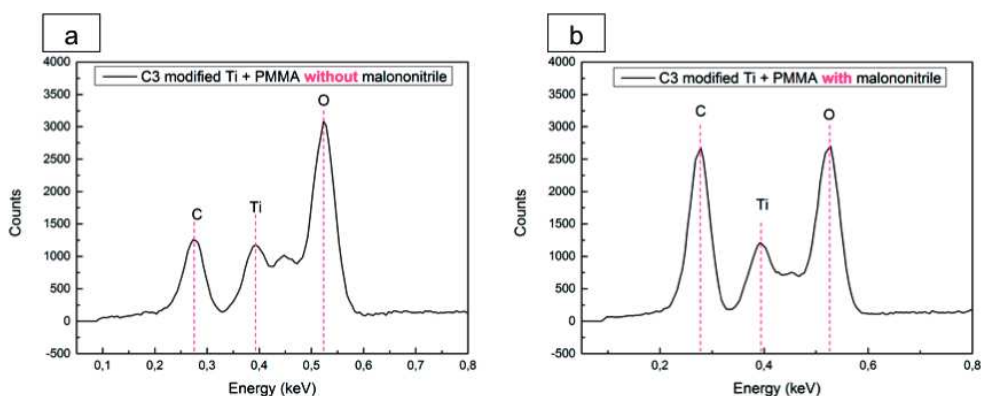 a
4000
3500
3000
2500
2000
1500
1000
500
0
-500
Counts
C3 modified Ti + PMMA without malononitrile
C
Ti
O
0,1
0,2
0,3
0,4
0,5
0,6
0,7
0,8
Energy (keV)
b
4000
3500
3000
2500
2000
1500
1000
500
0
-500
Counts
C3 modified Ti + PMMA with malononitrile
C
Ti
O
0,2
0,4
0,6
0,8
Energy (keV)